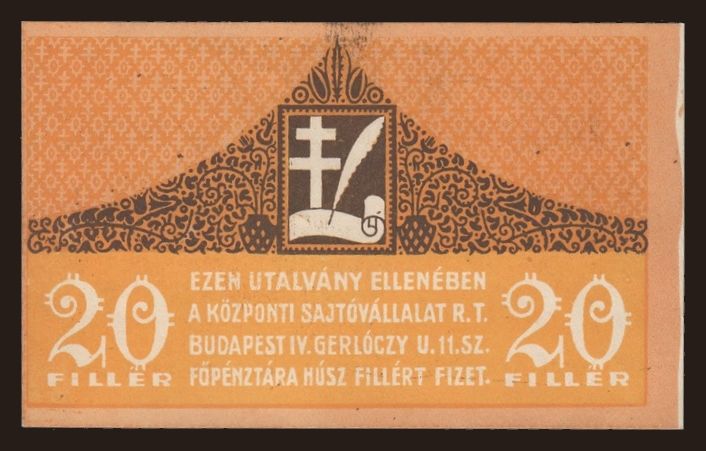 EZEN UTALVÁNY ELLENÉBEN
A KÖZPONTI SAJTÓVÁLLALAT R.T.
BUDAPEST IV. GERLÓCZY U. 11. SZ.
FŐPÉNZTÁRA HÚSZ FILLÉRT FIZET.
20
FILLÉR
20
FILLÉR